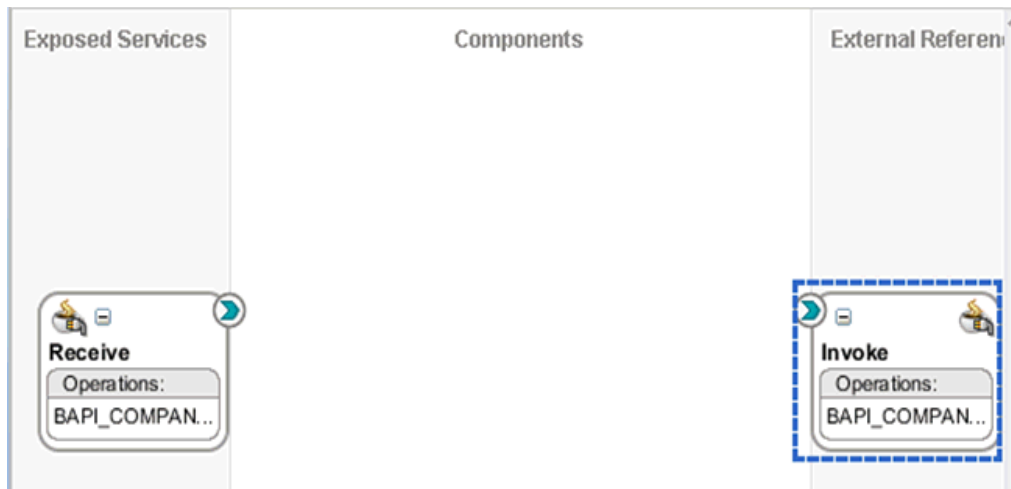 Exposed Services
Components
External Referen
Receive
Operations:
BAPI_COMPAN...
Invoke
Operations:
BAPI_COMPAN...